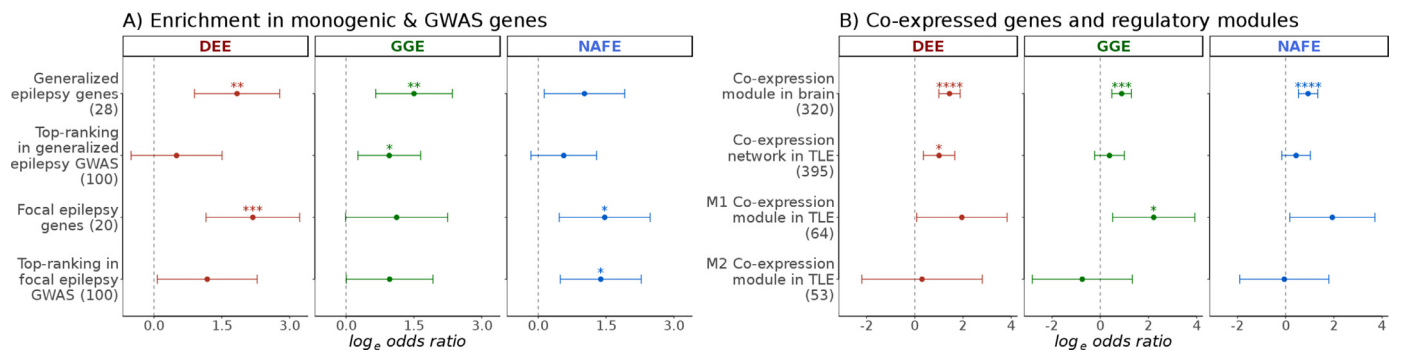 A) Enrichment in monogenic & GWAS genes
DEE
GGE
NAFE
Generalized
epilepsy genes
(28)
**
**
Top-ranking
in generalized
epilepsy GWAS
(100)
*
Focal epilepsy
genes (20)
***
*
Top-ranking in
focal epilepsy
GWAS (100)
*
0.0 1.5 3.0
0.0 1.5 3.0
0.0 1.5 3.0
log e odds ratio
B) Co-expressed genes and regulatory modules
DEE
GGE
NAFE
Co-expression
module in brain
(320)
****
***
****
Co-expression
network in TLE
(395)
*
M1 Co-expression
module in TLE
(64)
*
M2 Co-expression
module in TLE
(53)
-2 0 2 4
-2 0 2 4
-2 0 2 4
log e odds ratio